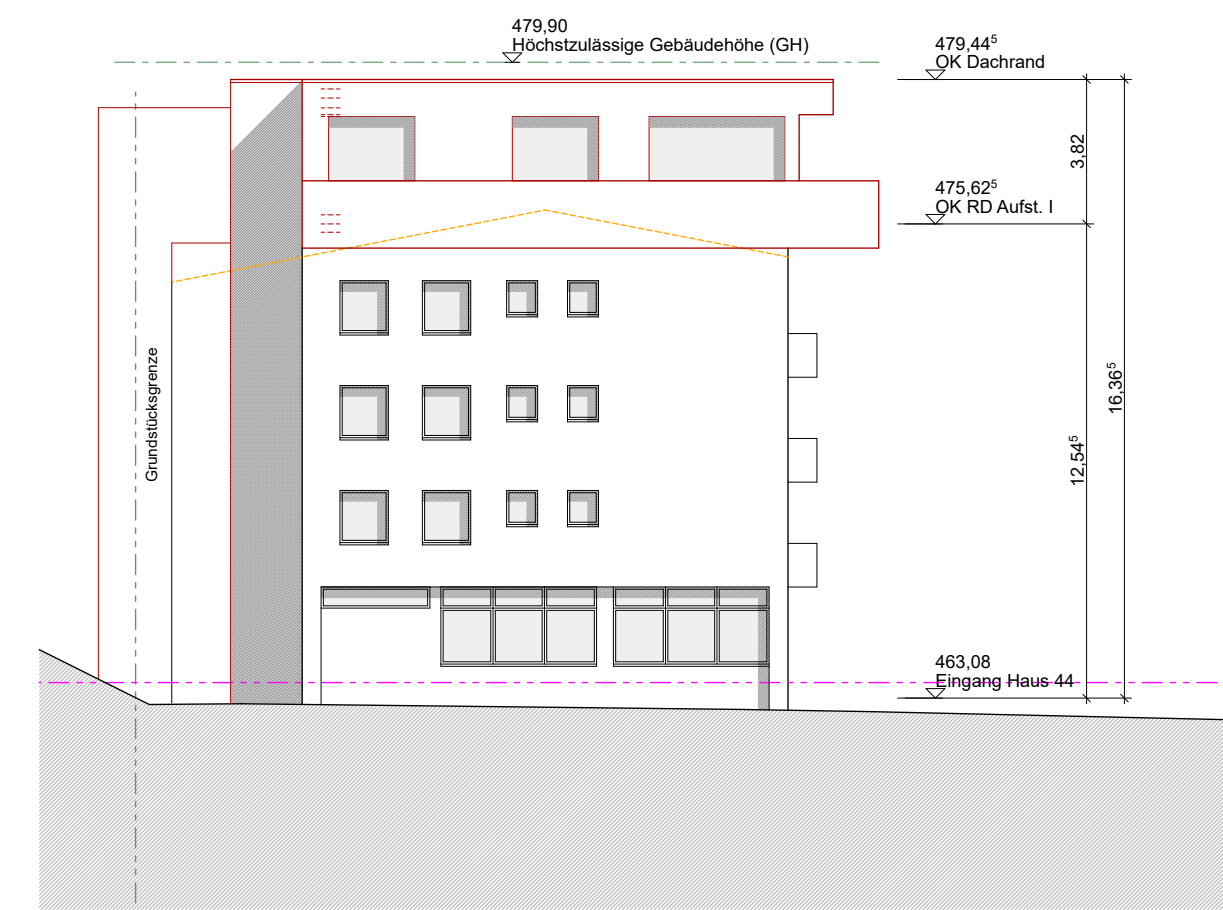 479,90
Höchstzulässige Gebäudehöhe (GH)
479,44⁵
OK Dachrand
3,82
475,62⁵
OK RD Aufst. I
Grundstücksgrenze
16,36⁵
12,54⁵
463,08
Eingang Haus 44